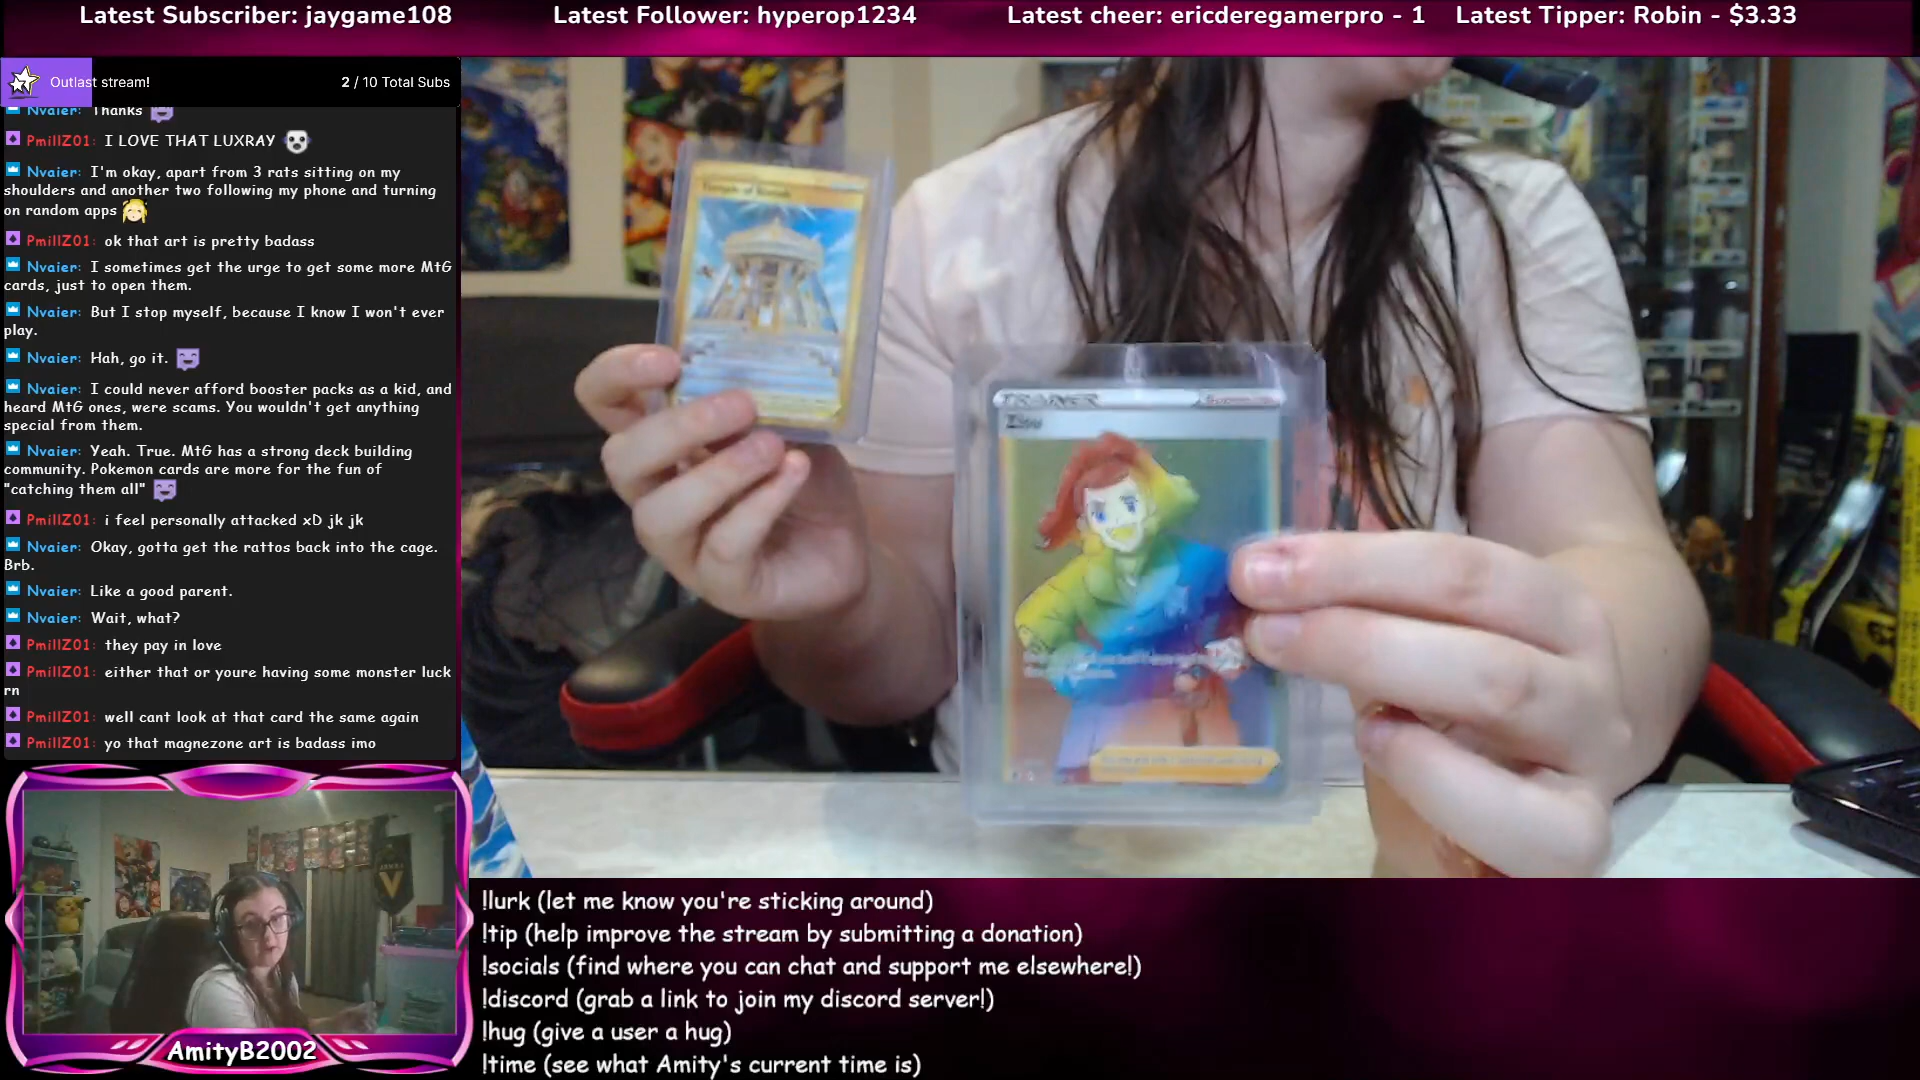 Latest Subscriber: jaygame108
Latest Follower: hyperop1234
Latest cheer: ericderegamerpro - 1
Latest Tipper: Robin - $3.33
Outlast stream!
2 / 10 Total Subs
Nvaier: Thanks
PmillZ01: I LOVE THAT LUXRAY
Nvaier: I'm okay, apart from 3 rats sitting on my
shoulders and another two following my phone and turning
on random apps
PmillZ01: ok that art is pretty badass
Nvaier: I sometimes get the urge to get some more MtG
cards, just to open them.
Nvaier: But I stop myself, because I know I won't ever
play.
Nvaier: Hah, go it.
Nvaier: I could never afford booster packs as a kid, and
heard MtG ones, were scams. You wouldn't get anything
special from them.
Nvaier: Yeah. True. MtG has a strong deck building
community. Pokemon cards are more for the fun of
"catching them all"
PmillZ01: i feel personally attacked xD jk jk
Nvaier: Okay, gotta get the rattos back into the cage.
Brb.
Nvaier: Like a good parent.
Nvaier: Wait, what?
PmillZ01: they pay in love
PmillZ01: either that or youre having some monster luck
rn
PmillZ01: well cant look at that card the same again
PmillZ01: yo that magnezone art is badass imo
Temple of Sinnoh
TRAINER
AmityB2002
!lurk (let me know you're sticking around)
!tip (help improve the stream by submitting a donation)
!socials (find where you can chat and support me elsewhere!)
!discord (grab a link to join my discord server!)
!hug (give a user a hug)
!time (see what Amity's current time is)